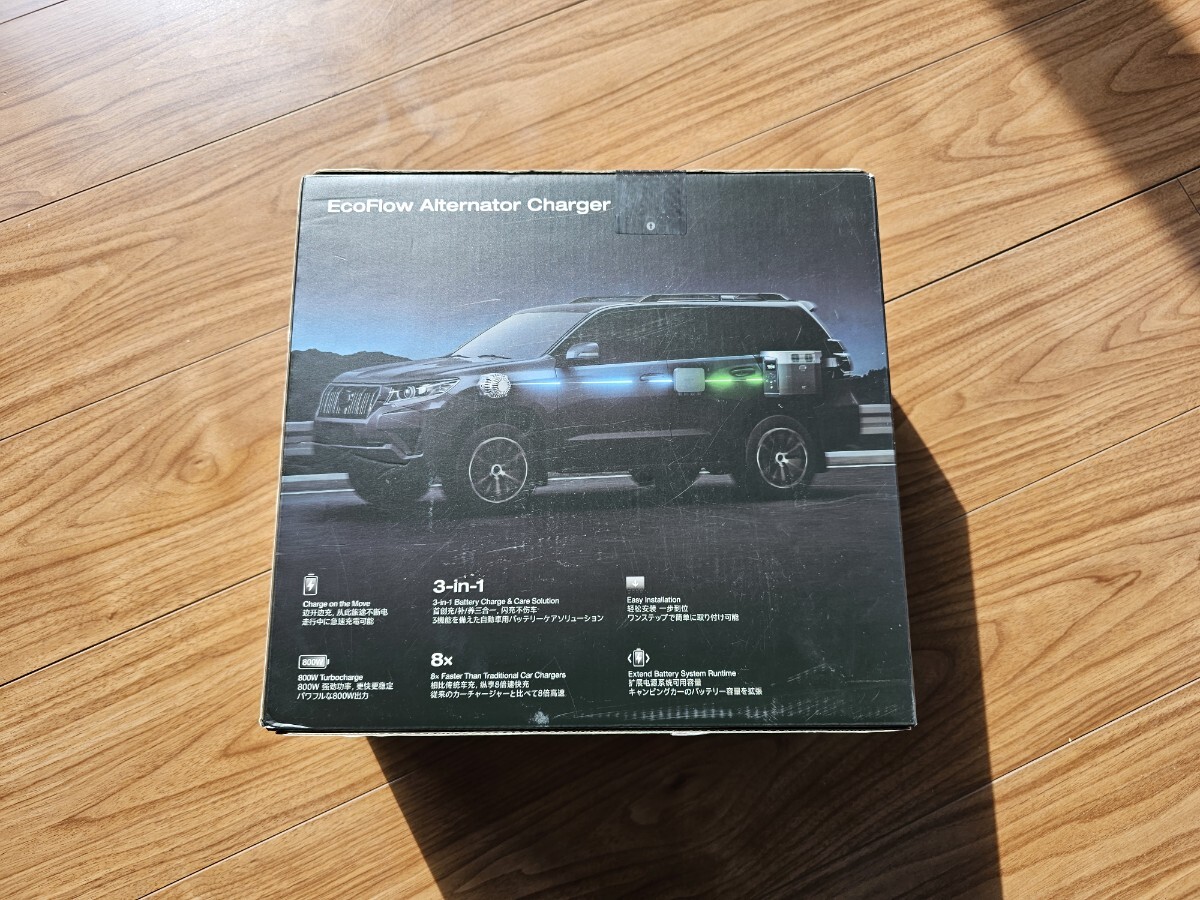 EcoFlow Alternator Charger
Charge on the Move
边开边充，从此旅途不断电
走行中に急速充電可能
3-in-1
3-in-1 Battery Charge & Care Solution
首创充/补/养三合一，闪充不伤车
3機能を備えた自動車用バッテリーケアソリューション
Easy Installation
轻松安装 一步到位
ワンステップで簡単に取り付け可能
800W
800W Turbocharge
800W 强劲功率，更快更稳定
パワフルな800W出力
8x
8x Faster Than Traditional Car Chargers
相比传统车充，纵享8倍速快充
従来のカーチャージャーと比べて8倍高速
Extend Battery System Runtime
扩展电源系统可用容量
キャンピングカーのバッテリー容量を拡張